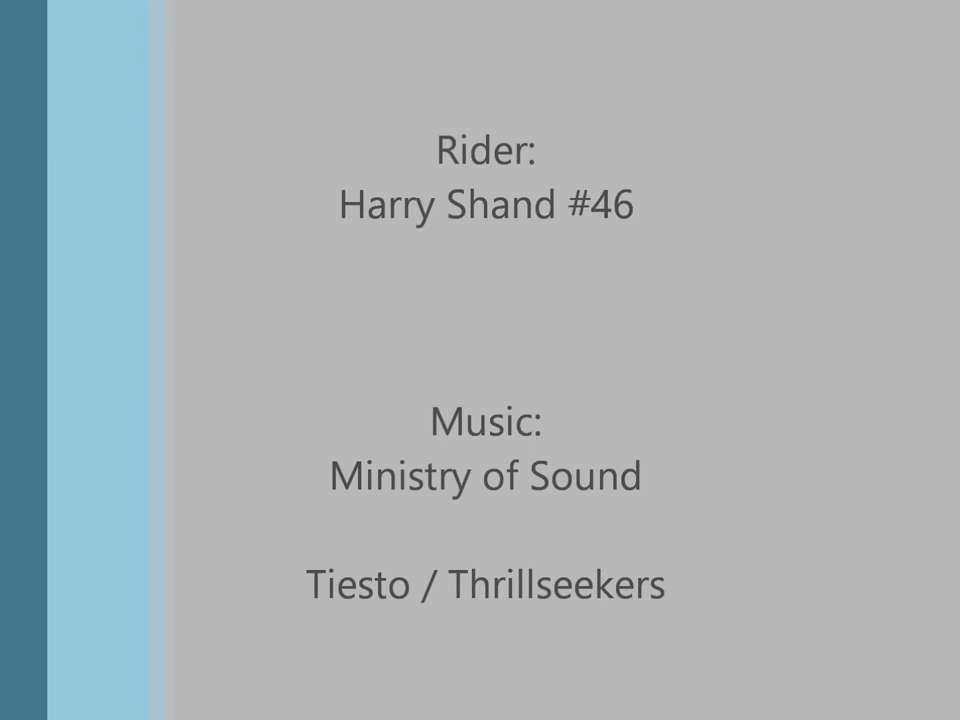 Rider:
Harry Shand #46
Music:
Ministry of Sound
Tiesto / Thrillseekers